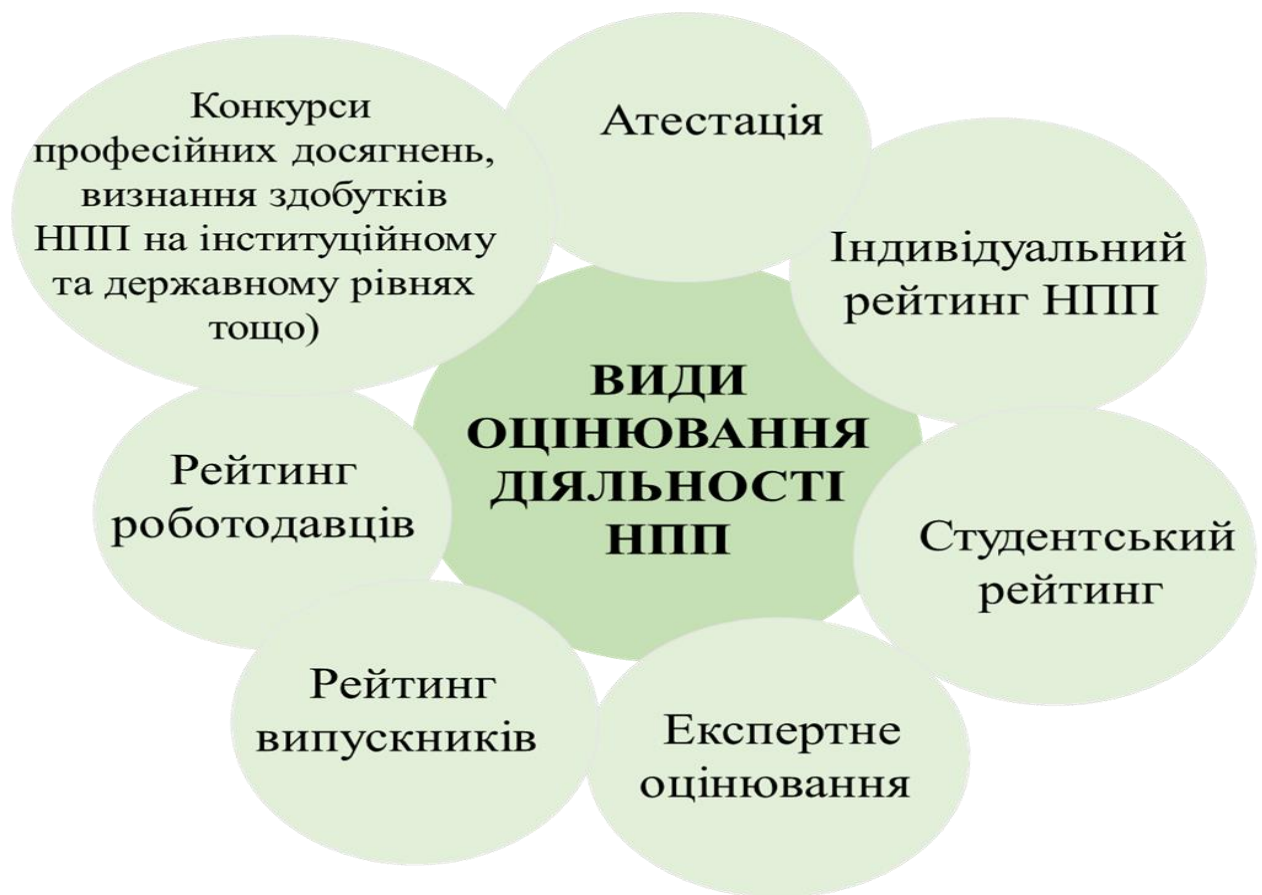 Конкурси
професійних досягнень,
визнання здобутків
НПП на інституційному
та державному рівнях
тощо)
Атестація
Індивідуальний
рейтинг НПП
ВИДИ
ОЦІНЮВАННЯ
ДІЯЛЬНОСТІ
НПП
Рейтинг
роботодавців
Студентський
рейтинг
Рейтинг
випускників
Експертне
оцінювання